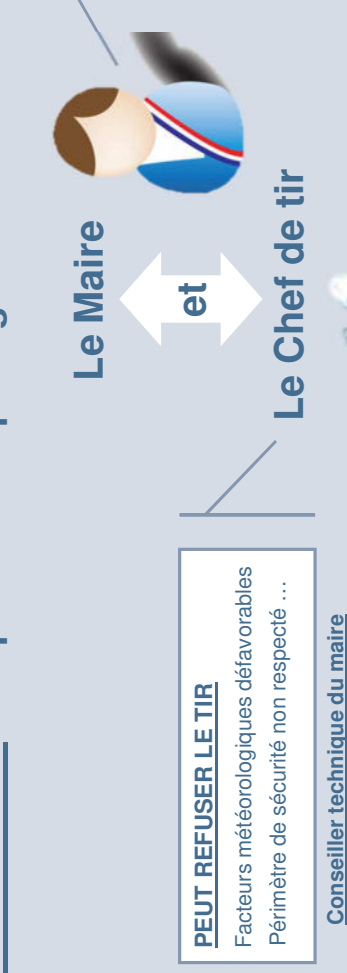 Le Maire
et
Le Chef de tir
PEUT REFUSER LE TIR
Facteurs météorologiques défavorables
Périmètre de sécurité non respecté …
Conseiller technique du maire